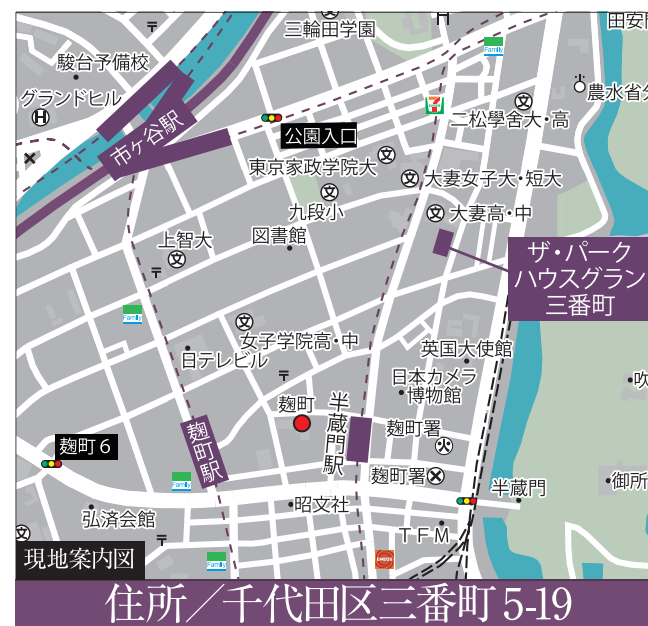 三輪田学園
田安門
駿台予備校
Family
グランドヒル
農水省分
市ヶ谷駅
公園入口
二松學舎大・高
東京家政学院大
大妻女子大・短大
九段小
大妻高・中
上智大
図書館
ザ・パーク
ハウスグラン
三番町
Family
女子学院高・中
日テレビル
英国大使館
日本カメラ
博物館
吹
麹町
半蔵門駅
麹町署
麹町6
麹町駅
麹町署
御所
Family
半蔵門
昭文社
弘済会館
TFM
現地案内図
Family
ENEOS
住所/千代田区三番町5-19